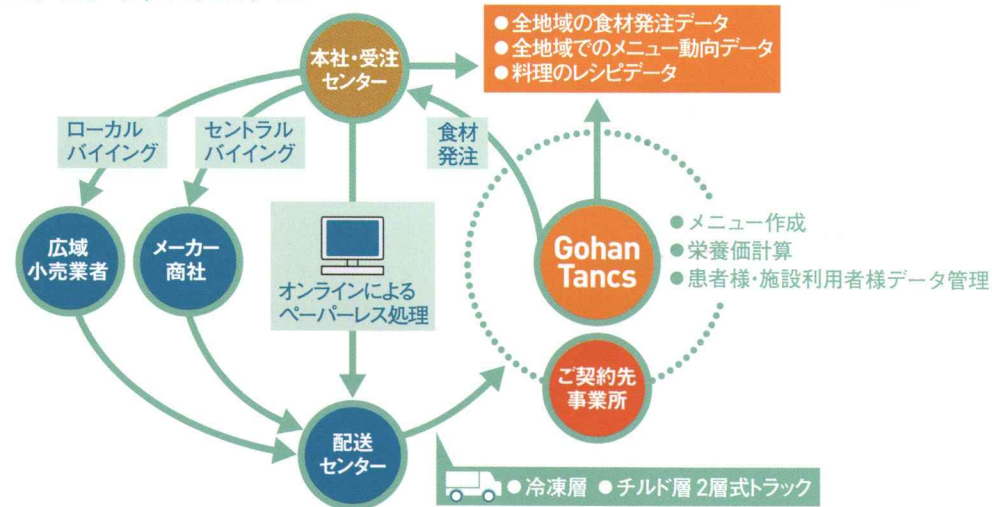 本社・受注
センター
● 全地域の食材発注データ
● 全地域でのメニュー動向データ
● 料理のレシピデータ
ローカル
バイイング
セントラル
バイイング
食材
発注
広域
小売業者
メーカー
商社
オンラインによる
ペーパーレス処理
Gohan
Tancs
● メニュー作成
● 栄養価計算
● 患者様・施設利用者様データ管理
ご契約先
事業所
配送
センター
● 冷凍層 ● チルド層 2層式トラック